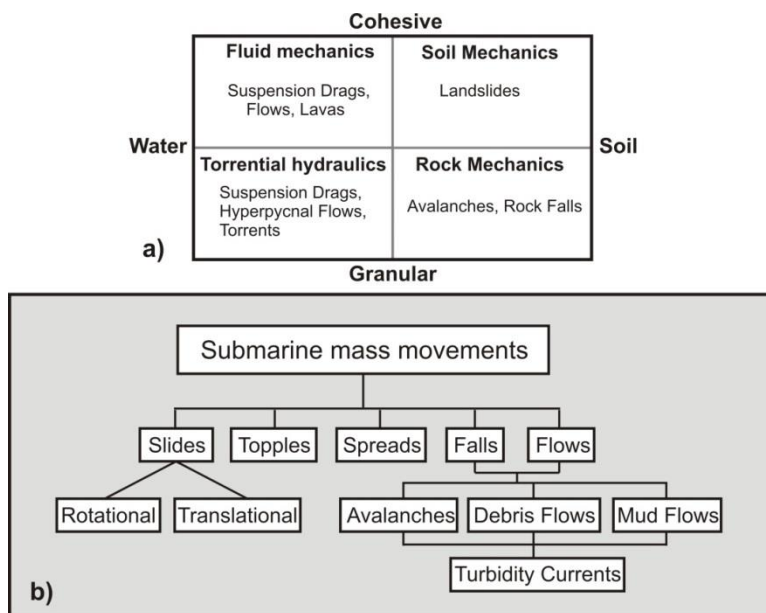 Cohesive
Fluid mechanics
Suspension Drags,
Flows, Lavas
Soil Mechanics
Landslides
Water
Soil
Torrential hydraulics
Suspension Drags,
Hyperpycnal Flows,
Torrents
Rock Mechanics
Avalanches, Rock Falls
a)
Granular
Submarine mass movements
Slides
Topples
Spreads
Falls
Flows
Rotational
Translational
Avalanches
Debris Flows
Mud Flows
Turbidity Currents
b)